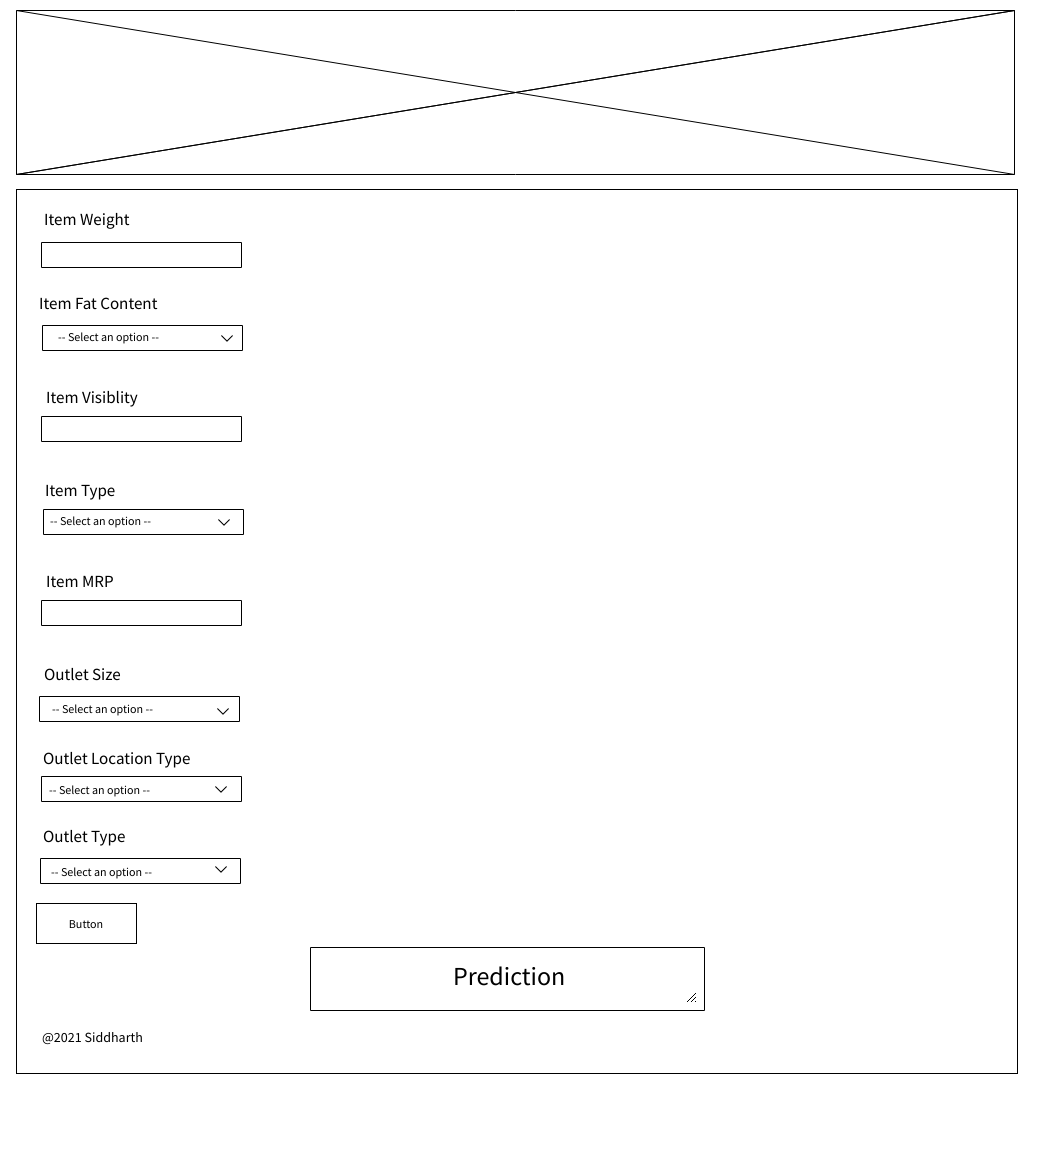 Item Weight
Item Fat Content
-- Select an option --
Item Visiblity
Item Type
-- Select an option --
Item MRP
Outlet Size
-- Select an option --
Outlet Location Type
-- Select an option --
Outlet Type
-- Select an option --
Button
Prediction
@2021 Siddharth